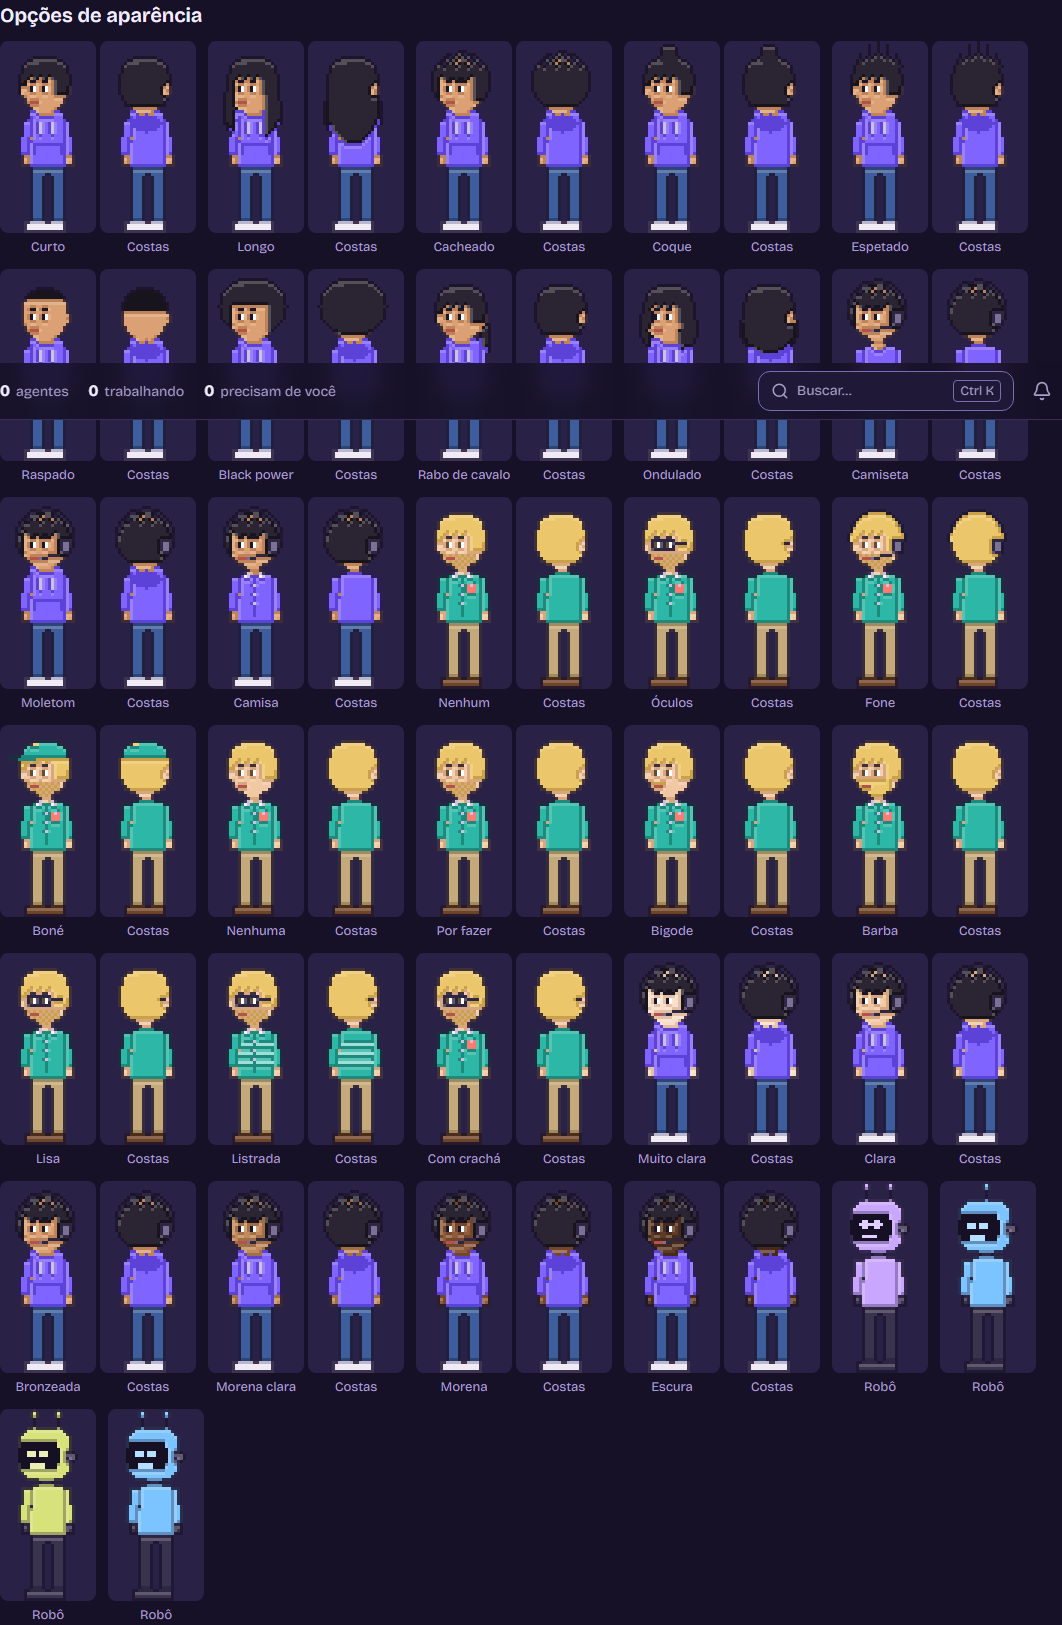 Opções de aparência
Curto Costas Longo Costas Cacheado Costas Coque Costas Espetado Costas
0 agentes 0 trabalhando 0 precisam de você Buscar... Ctrl K
Raspado Costas Black power Costas Rabo de cavalo Costas Ondulado Costas Camiseta Costas
Moletom Costas Camisa Costas Nenhum Costas Óculos Costas Fone Costas
Boné Costas Nenhuma Costas Por fazer Costas Bigode Costas Barba Costas
Lisa Costas Listrada Costas Com crachá Costas Muito clara Costas Clara Costas
Bronzeada Costas Morena clara Costas Morena Costas Escura Costas Robô Robô
Robô Robô